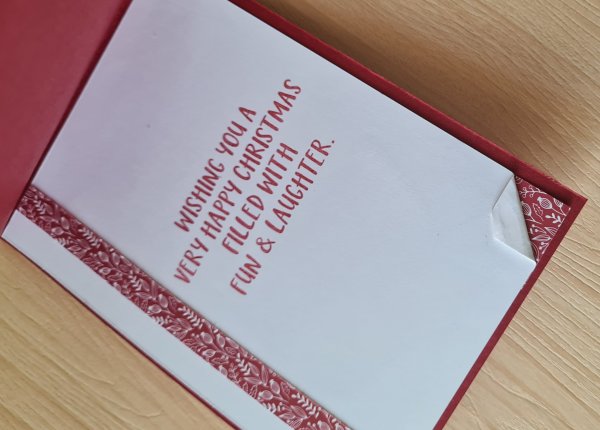 WISHING YOU A
VERY HAPPY CHRISTMAS
FILLED WITH
FUN & LAUGHTER.